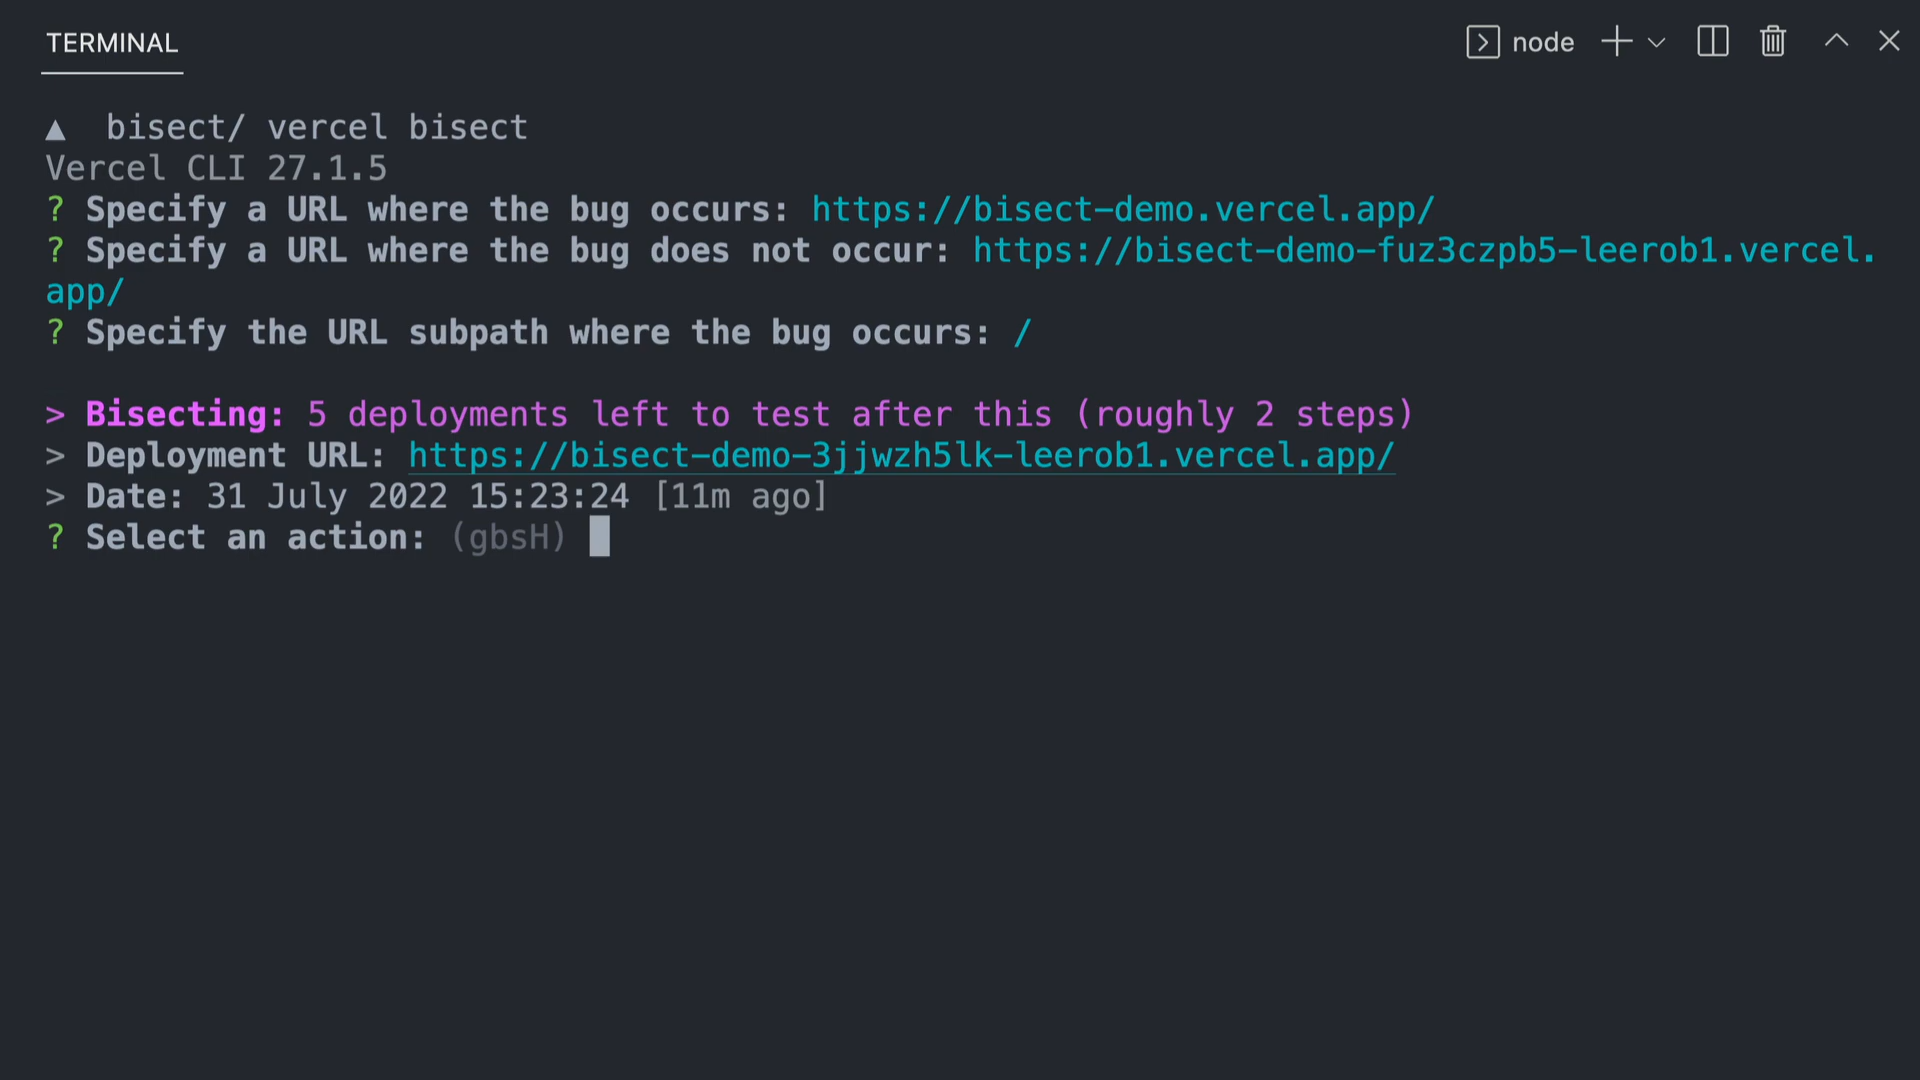 TERMINAL
node
▲ bisect/ vercel bisect
Vercel CLI 27.1.5
? Specify a URL where the bug occurs: https://bisect-demo.vercel.app/
? Specify a URL where the bug does not occur: https://bisect-demo-fuz3czpb5-leerob1.vercel.
app/
? Specify the URL subpath where the bug occurs: /
> Bisecting: 5 deployments left to test after this (roughly 2 steps)
> Deployment URL: https://bisect-demo-3jjwzh5lk-leerob1.vercel.app/
> Date: 31 July 2022 15:23:24 [11m ago]
? Select an action: (gbsH)